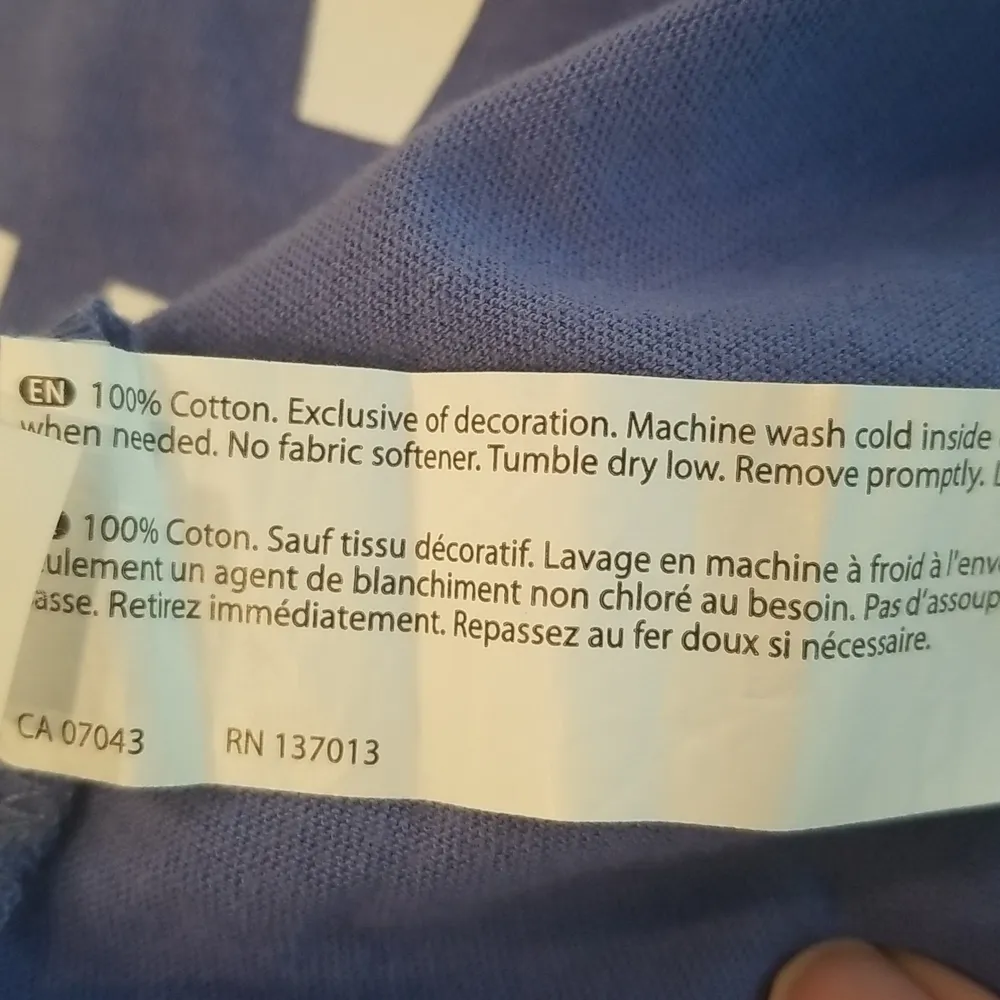 EN 100% Cotton. Exclusive of decoration. Machine wash cold inside
when needed. No fabric softener. Tumble dry low. Remove promptly.
100% Coton. Sauf tissu décoratif. Lavage en machine à froid à l'env
ulement un agent de blanchiment non chloré au besoin. Pas d'assoup
asse. Retirez immédiatement. Repassez au fer doux si nécessaire.
CA 07043 RN 137013